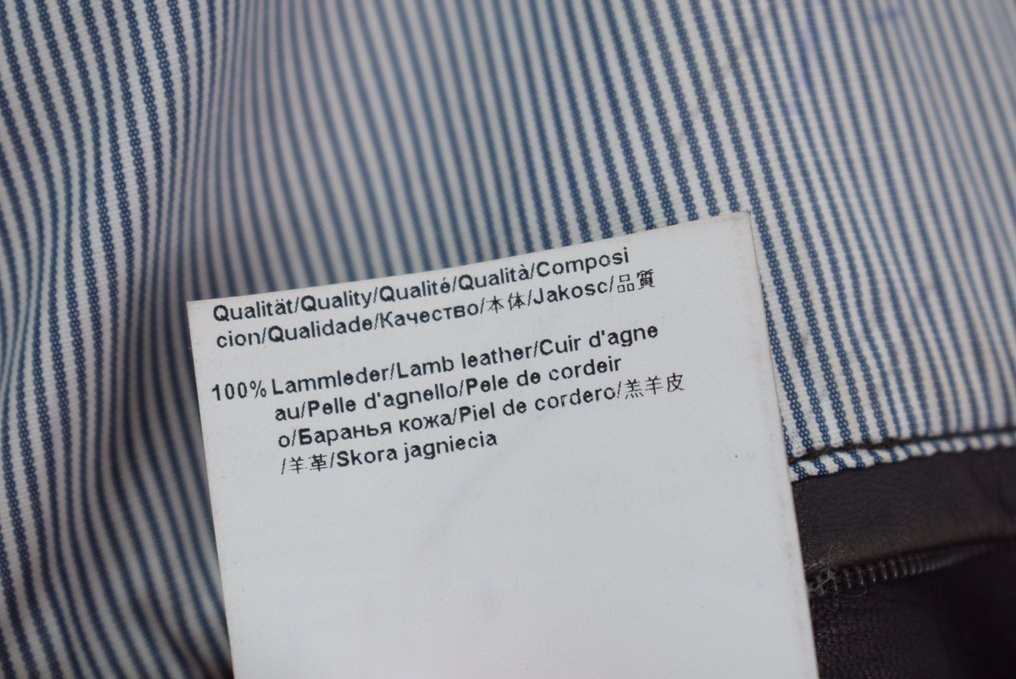 Qualität/Quality/Qualité/Qualità/Composi
cion/Qualidade/Качество/本体/Jakosc/品質
100% Lammleder/Lamb leather/Cuir d'agne
au/Pelle d'agnello/Pele de cordeir
o/Баранья кожа/Piel de cordero/羔羊皮
/羊革/Skora jagniecia